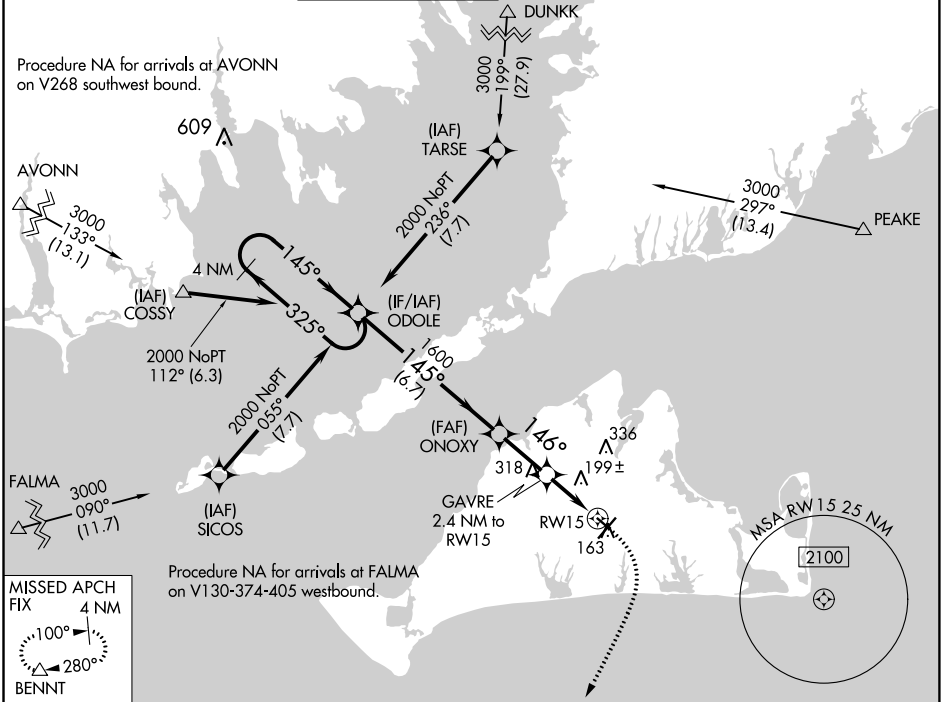 DUNKK
Procedure NA for arrivals at AVONN
on V268 southwest bound.
3000
199°
(27.9)
609
(IAF)
TARSE
AVONN
3000
133°
(13.1)
2000 NoPT
236°
(7.7)
3000
297°
(13.4)
PEAKE
4 NM
145°
325°
(IAF)
COSSY
(IF/IAF)
ODOLE
2000 NoPT
112° (6.3)
1600
145°
(6.7)
2000 NoPT
055°
(7.7)
(FAF)
ONOXY
146°
336
318
199±
FALMA
3000
090°
(11.7)
(IAF)
SICOS
GAVRE
2.4 NM to
RW15
RW15
163
MSA RW15 25 NM
2100
Procedure NA for arrivals at FALMA
on V130-374-405 westbound.
MISSED APCH
FIX
4 NM
100°
280°
BENNT